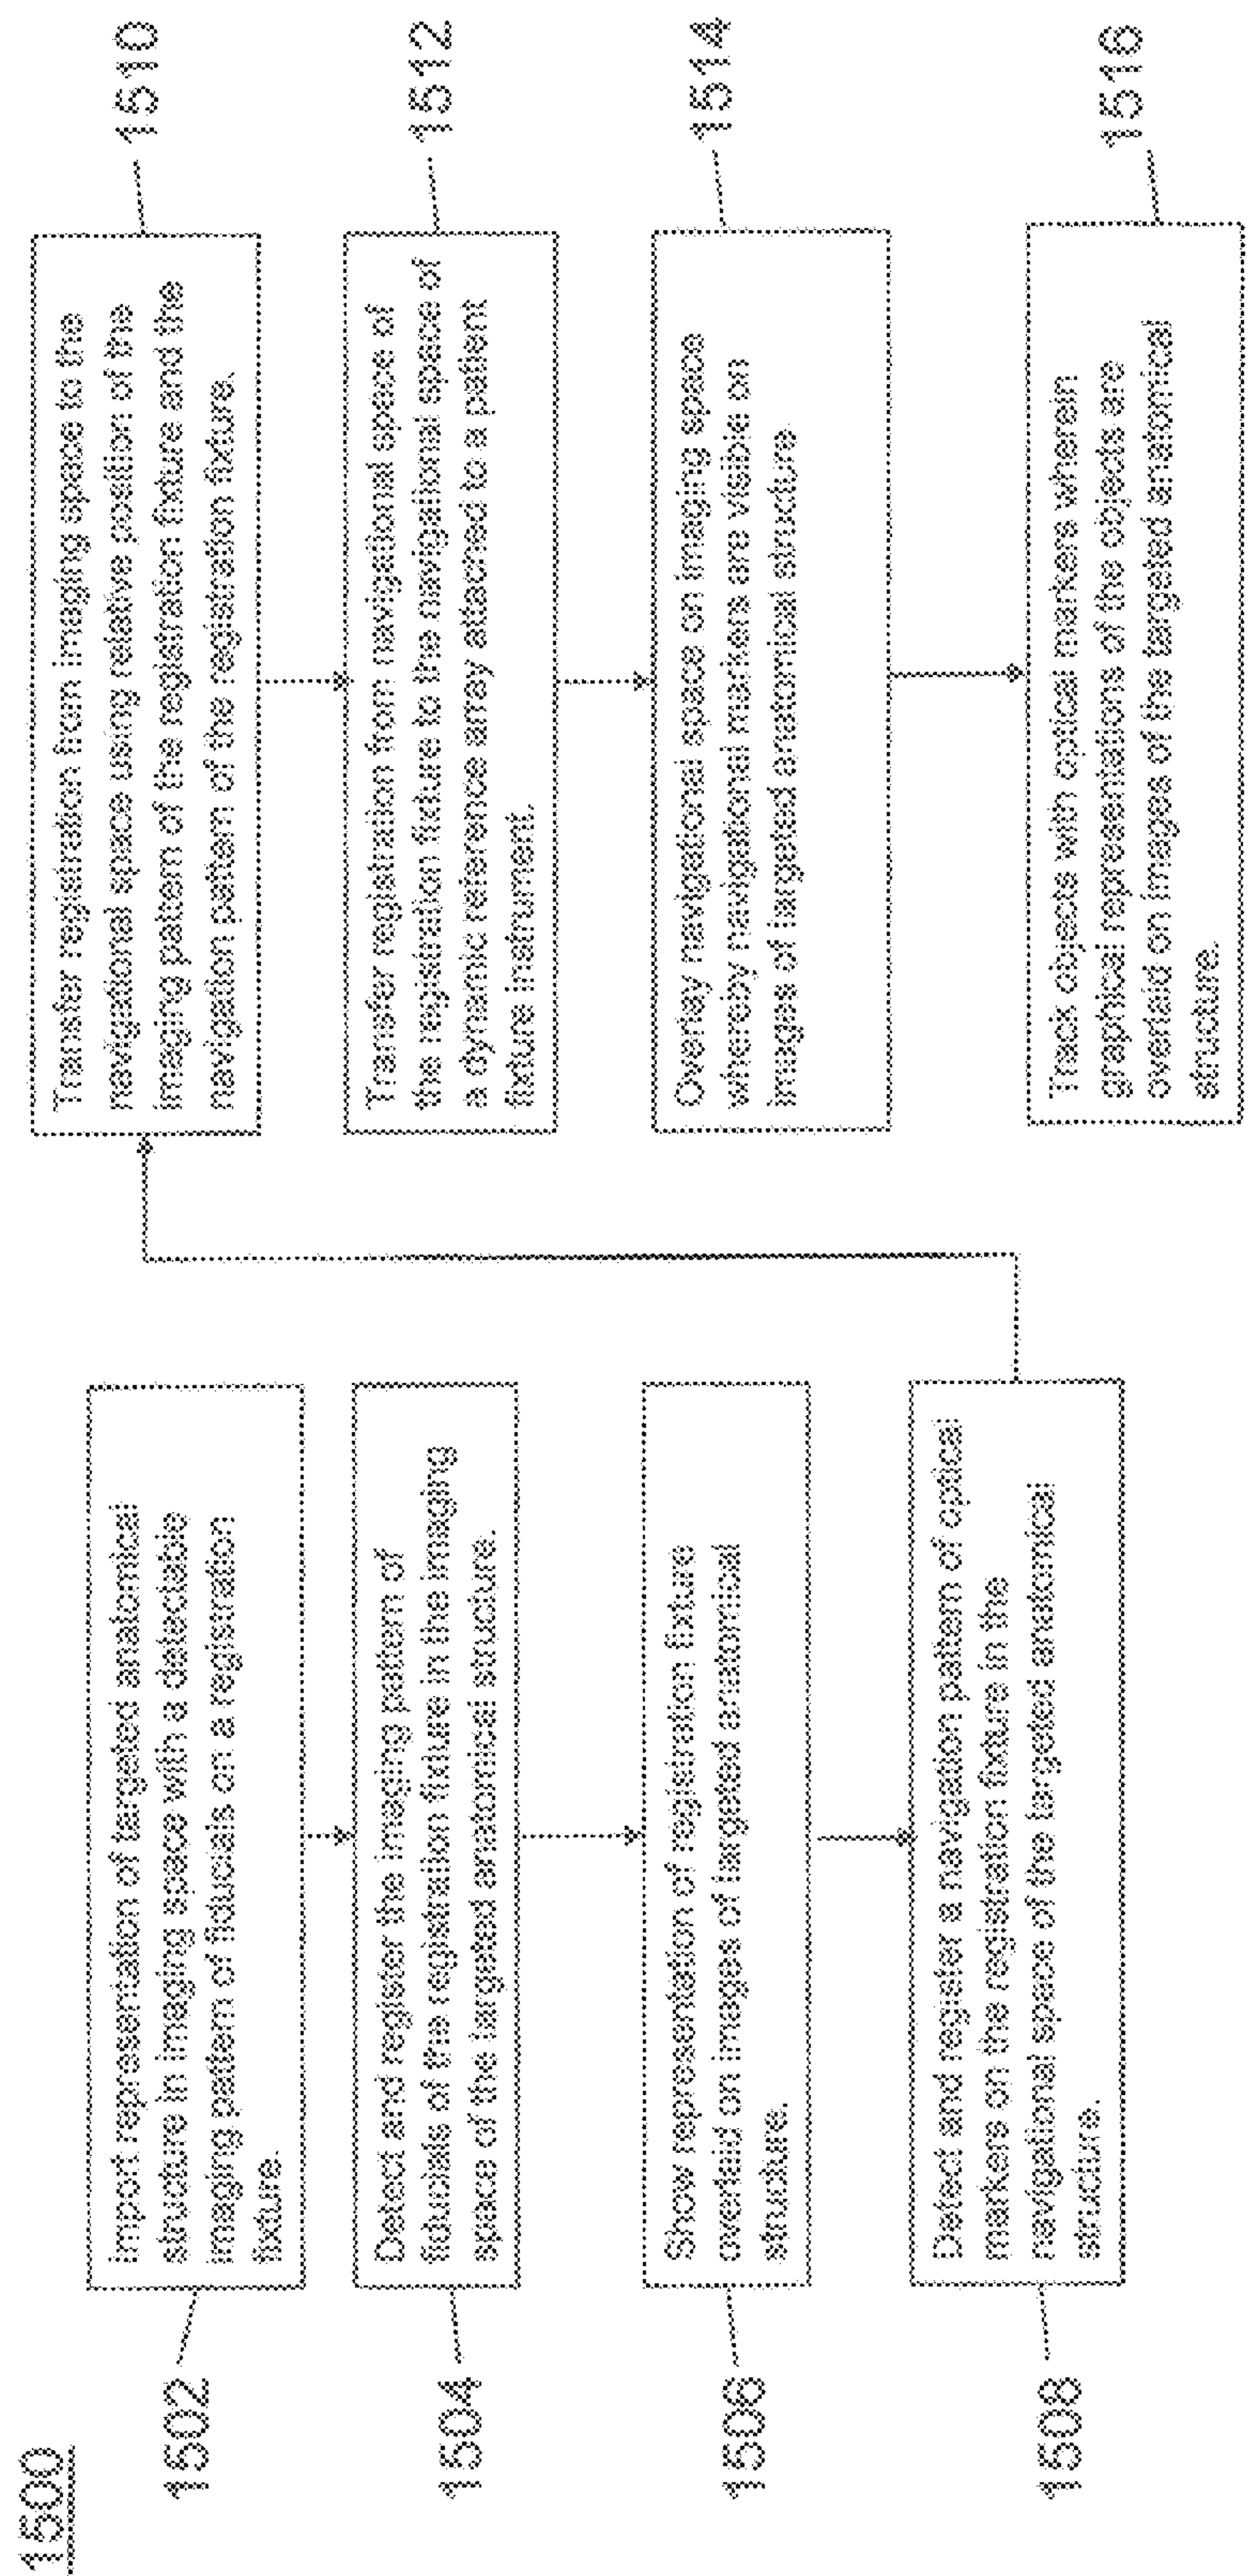 1500
1502
Import representation of targeted anatomical
structure in imaging space with a detectable
imaging pattern of fiducials on a registration
fixture.
1504
Detect and register the imaging pattern of
fiducials of the registration fixture in the imaging
space of the targeted anatomical structure.
1506
Show representation of registration fixture
overlaid on images of targeted anatomical
structure.
1508
Detect and register a navigation pattern of optical
markers on the registration fixture in the
navigational space of the targeted anatomical
structure.
1510
Transfer registration from imaging space to the
navigational space using relative position of the
imaging pattern of the registration fixture and the
navigation pattern of the registration fixture.
1512
Transfer registration from navigational space of
the registration fixture to the navigational space of
a dynamic reference array attached to a patient
fixture instrument.
1514
Overlay navigational space on imaging space
whereby navigational markers are visible on
images of targeted anatomical structure.
1516
Track objects with optical markers wherein
graphical representations of the objects are
overlaid on images of the targeted anatomical
structure.